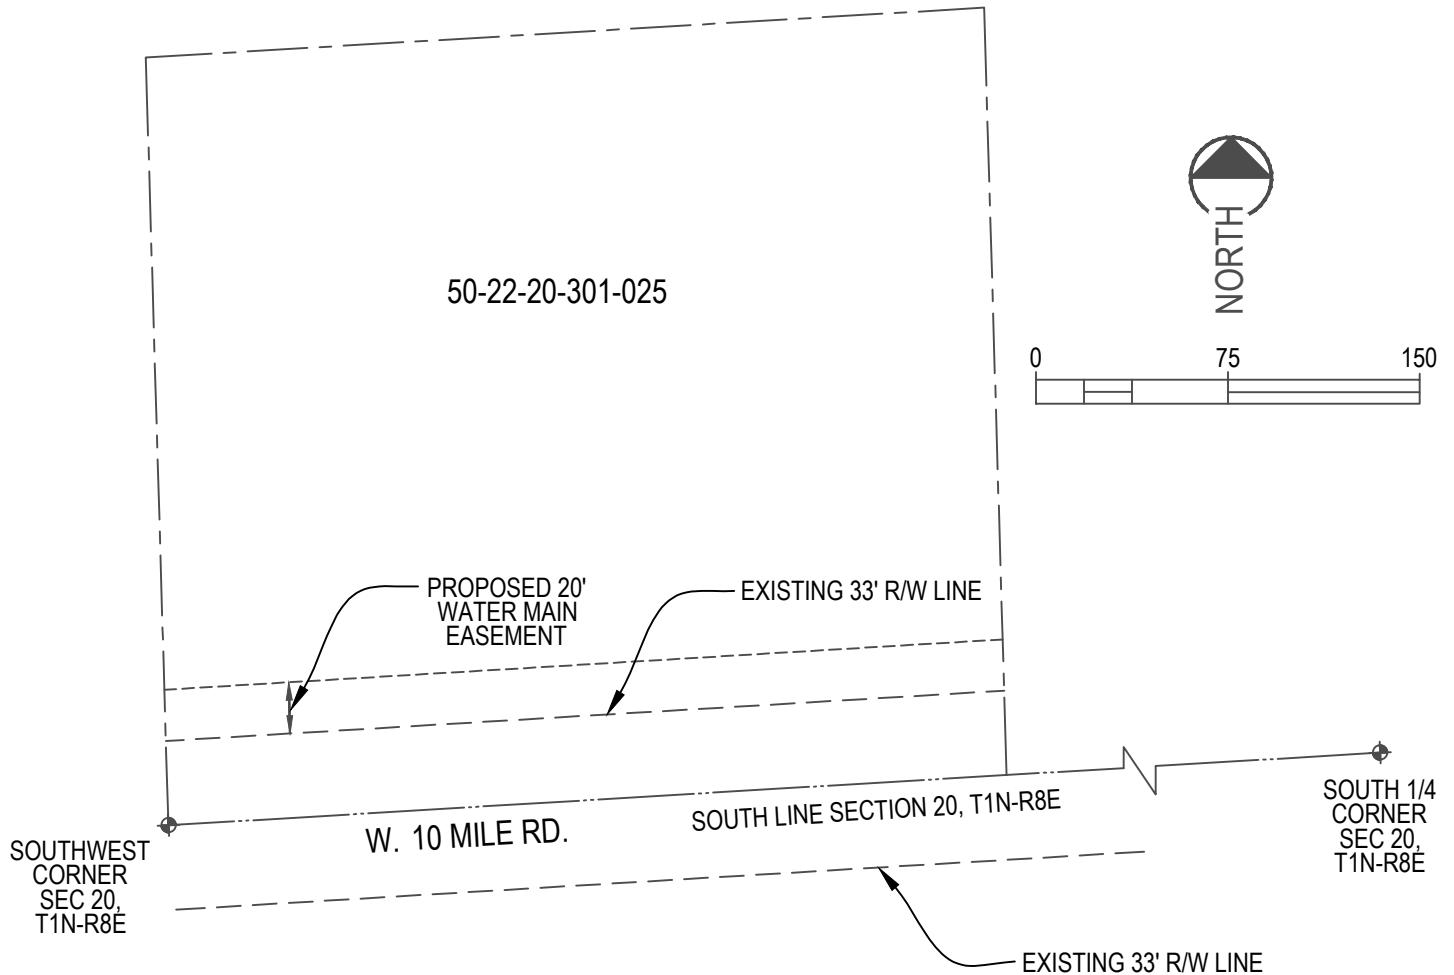 50-22-20-301-025
NORTH
0 75 150
PROPOSED 20'
WATER MAIN
EASEMENT
EXISTING 33' R/W LINE
SOUTH LINE SECTION 20, T1N-R8E
W. 10 MILE RD.
SOUTHWEST
CORNER
SEC 20,
T1N-R8E
SOUTH 1/4
CORNER
SEC 20,
T1N-R8E
EXISTING 33' R/W LINE